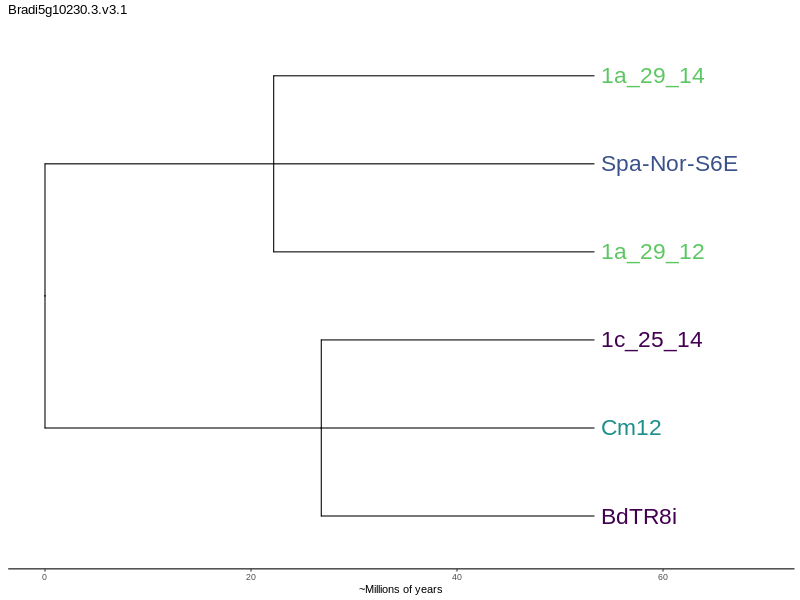 Bradi5g10230.3.v3.1
1a_29_14
Spa-Nor-S6E
1a_29_12
1c_25_14
Cm12
BdTR8i
0 20 40 60
~Millions of years